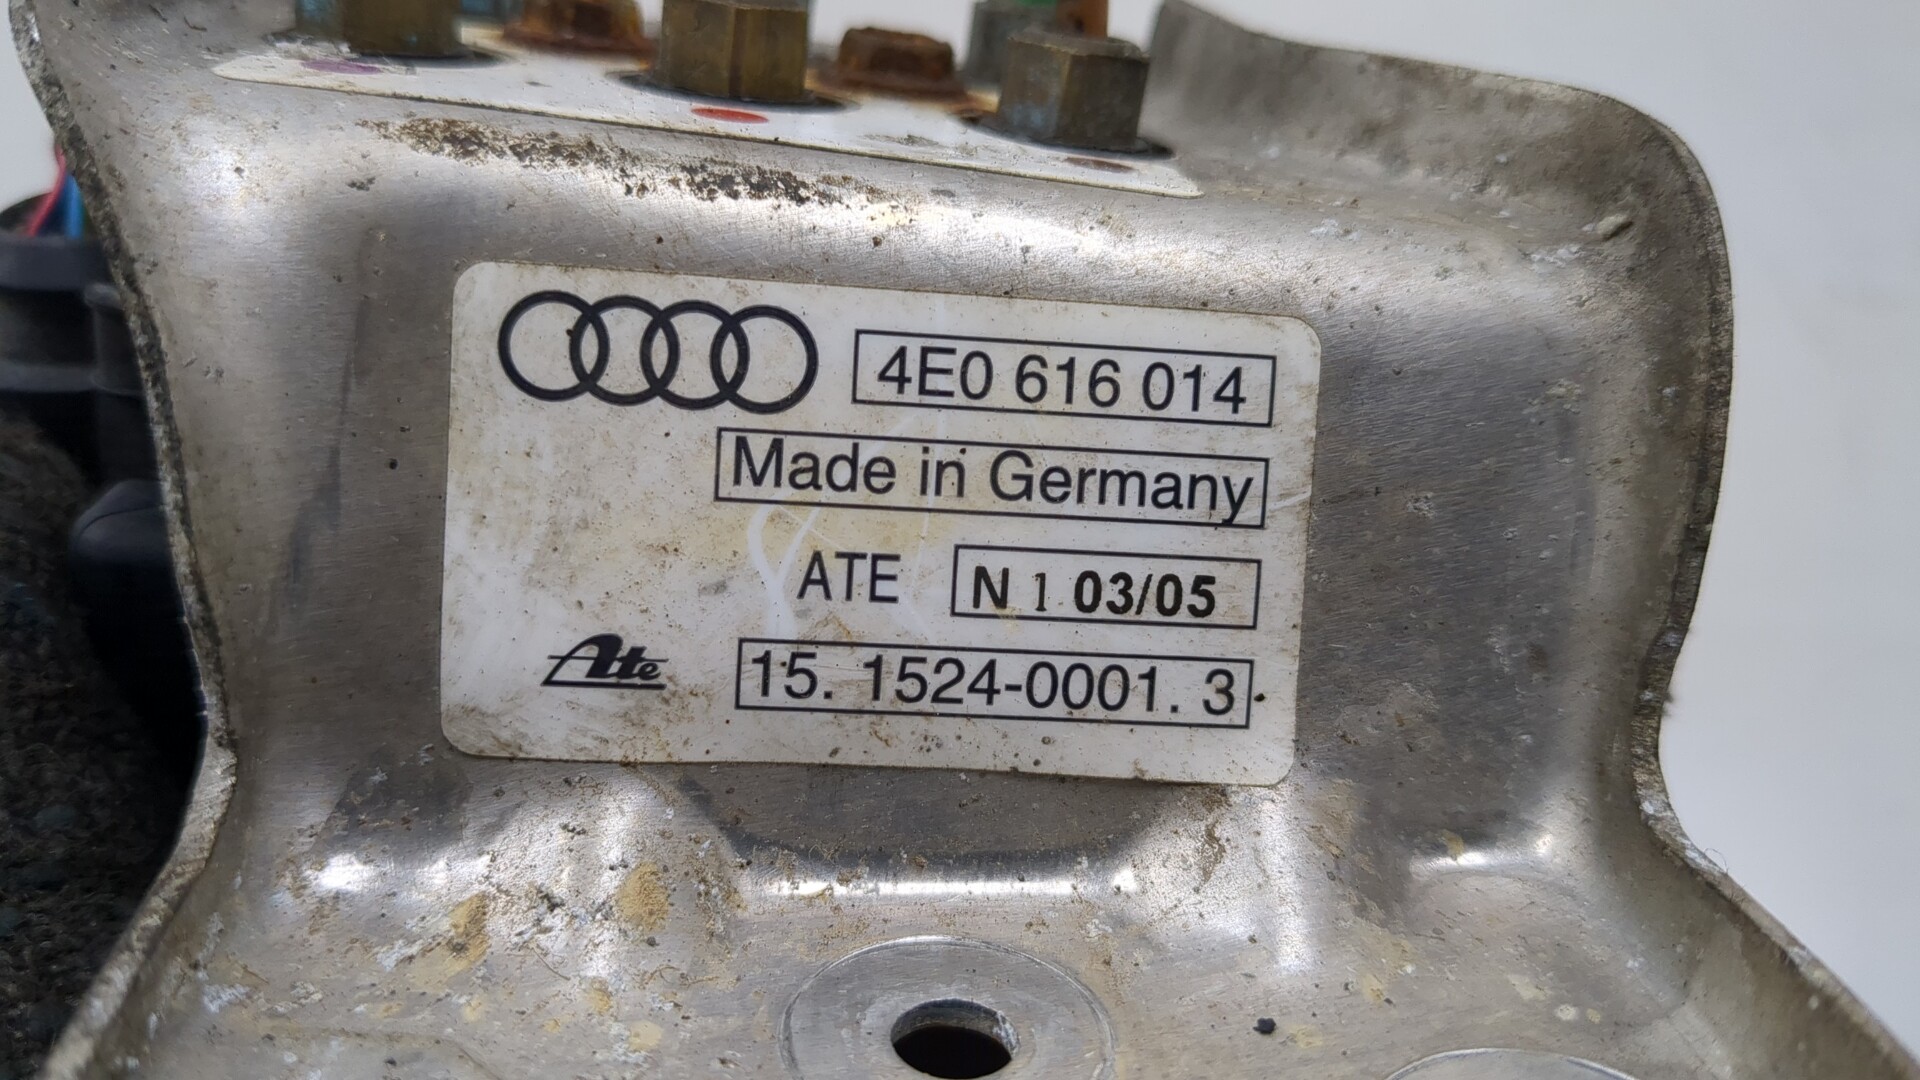 4E0 616 014
Made in Germany
ATE N 1 03/05
Ate 15. 1524-0001. 3